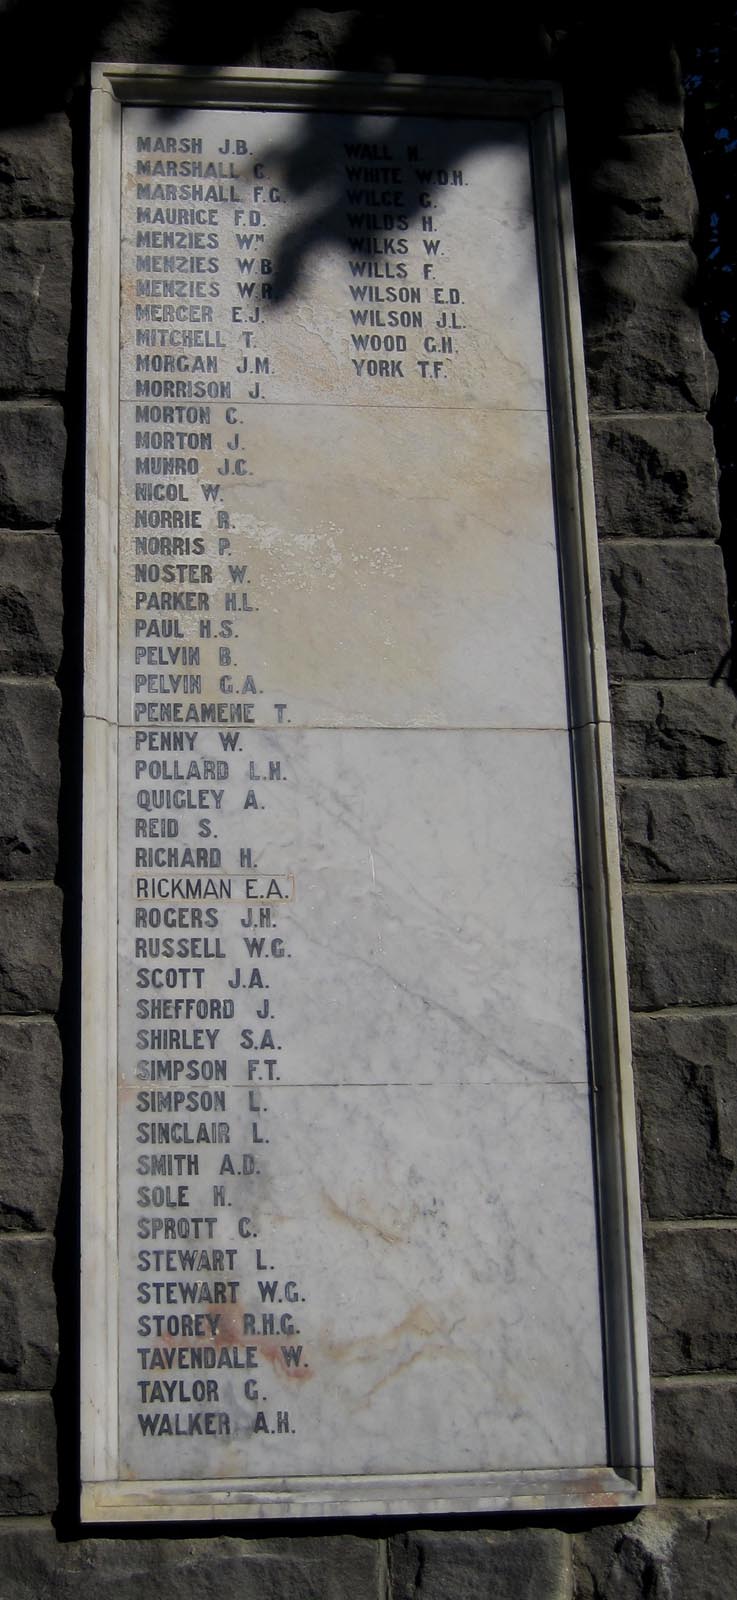 MARSH J.B.
MARSHALL C.
MARSHALL F.G.
MAURICE F.D.
MENZIES Wᴹ
MENZIES W.B.
MENZIES W.R.
MERCER E.J.
MITCHELL T.
MORGAN J.M.
MORRISON J.
MORTON C.
MORTON J.
MUNRO J.C.
NICOL W.
NORRIE R.
NORRIS P.
NOSTER W.
PARKER H.L.
PAUL H.S.
PELVIN B.
PELVIN G.A.
PENEAMENE T.
PENNY W.
POLLARD L.H.
QUIGLEY A.
REID S.
RICHARD H.
RICKMAN E.A.
ROGERS J.H.
RUSSELL W.G.
SCOTT J.A.
SHEFFORD J.
SHIRLEY S.A.
SIMPSON F.T.
SIMPSON L.
SINCLAIR L.
SMITH A.D.
SOLE H.
SPROTT C.
STEWART L.
STEWART W.G.
STOREY R.H.G.
TAVENDALE W.
TAYLOR G.
WALKER A.H.
WALL H.
WHITE W.O.H.
WILCE G.
WILDS H.
WILKS W.
WILLS F.
WILSON E.D.
WILSON J.L.
WOOD G.H.
YORK T.F.